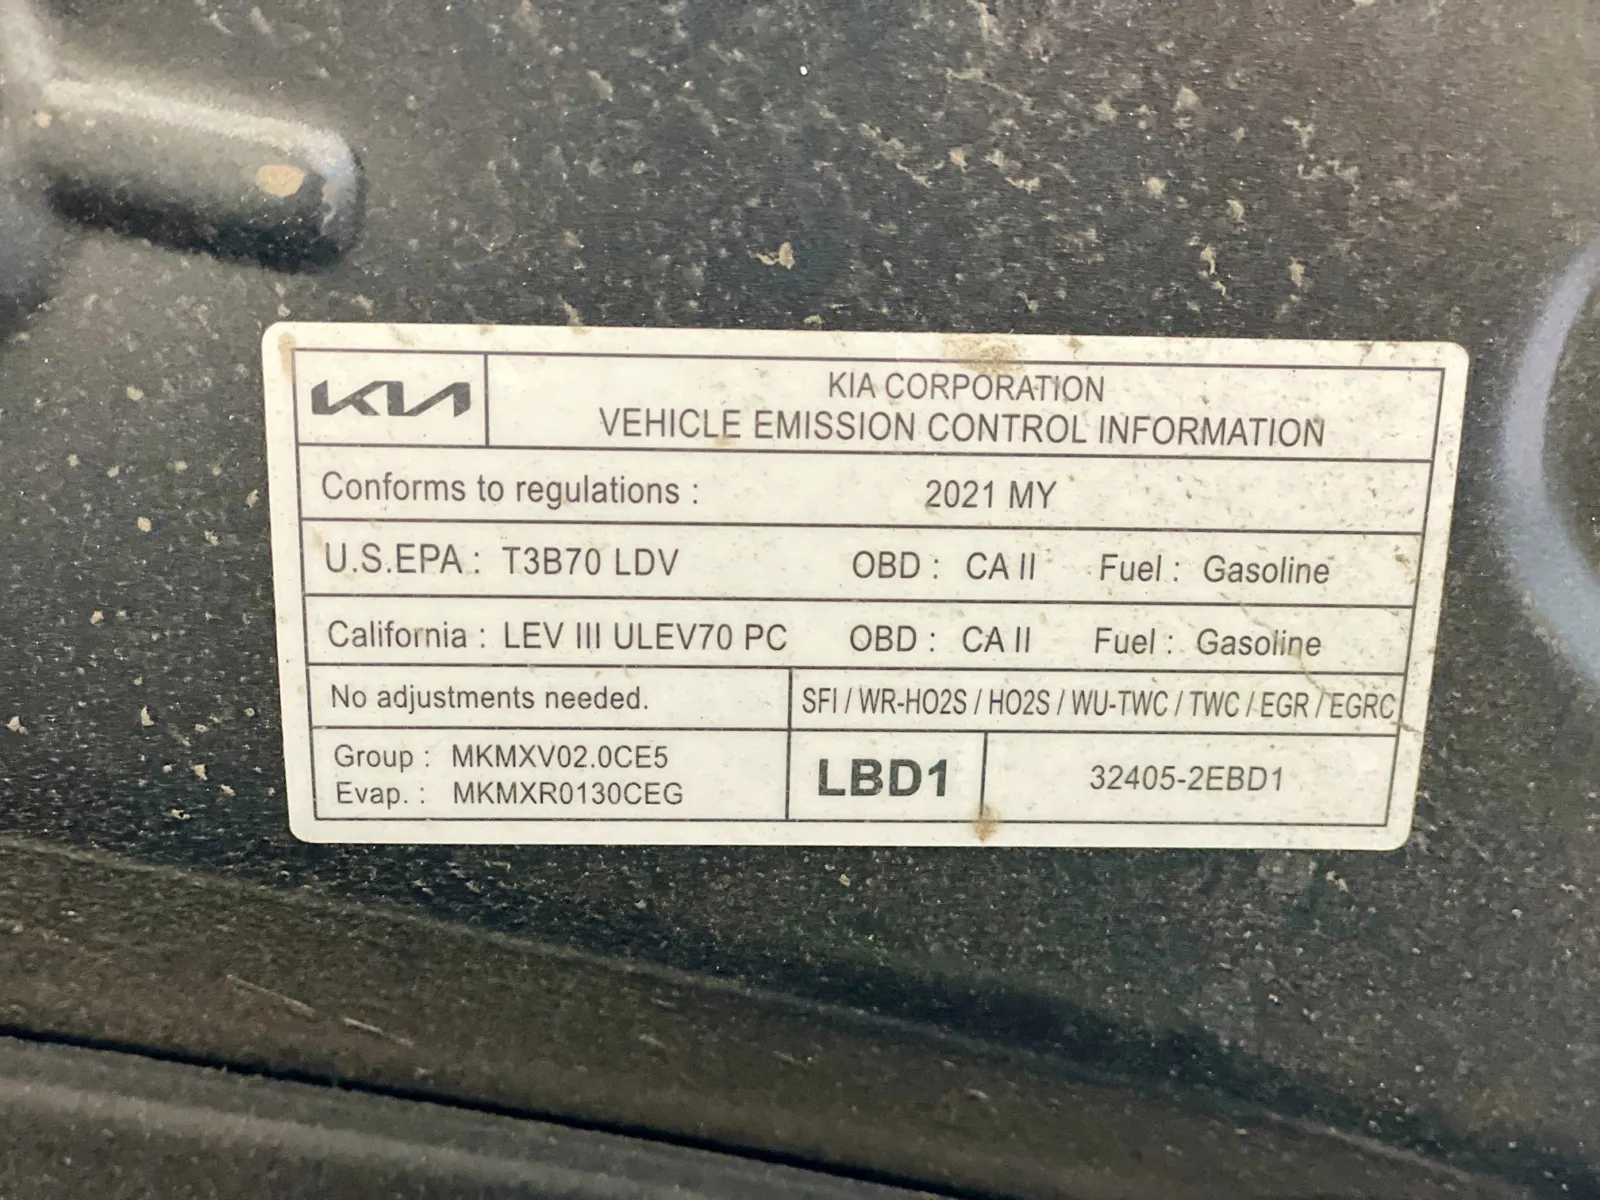 KIA
KIA CORPORATION
VEHICLE EMISSION CONTROL INFORMATION
Conforms to regulations : 2021 MY
U.S.EPA : T3B70 LDV OBD : CA II Fuel : Gasoline
California : LEV III ULEV70 PC OBD : CA II Fuel : Gasoline
No adjustments needed. SFI / WR-HO2S / HO2S / WU-TWC / TWC / EGR / EGRC
Group : MKMXV02.0CE5
Evap. : MKMXR0130CEG
LBD1 32405-2EBD1